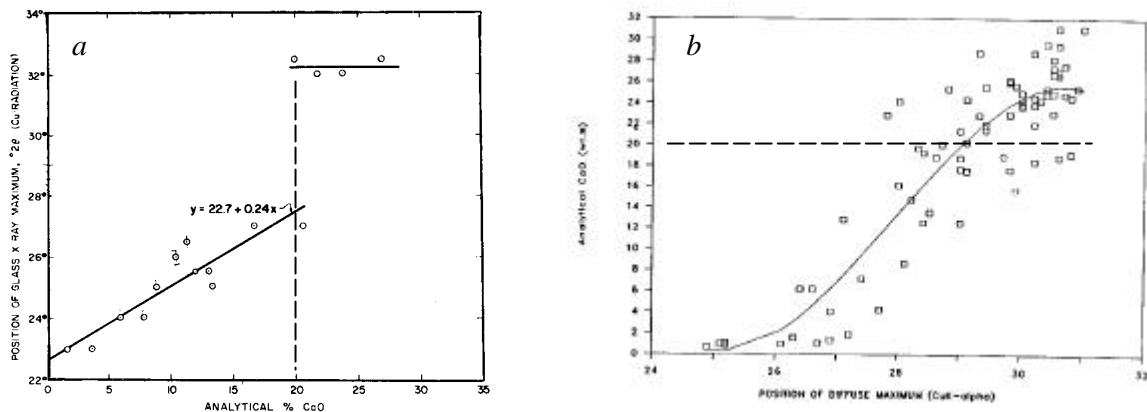 a
POSITION OF GLASS X RAY MAXIMUM, °2θ (Cu RADIATION)
34°
32°
30°
28°
26°
24°
22°
y = 22.7 + 0.24x
0 5 10 15 20 25 30 35
ANALYTICAL % CaO
b
Analytical CaO (wt.%)
32
30
28
26
24
22
20
18
16
14
12
10
8
6
4
2
0
24 26 28 30 32
POSITION OF DIFFUSE MAXIMUM (CuK-alpha)